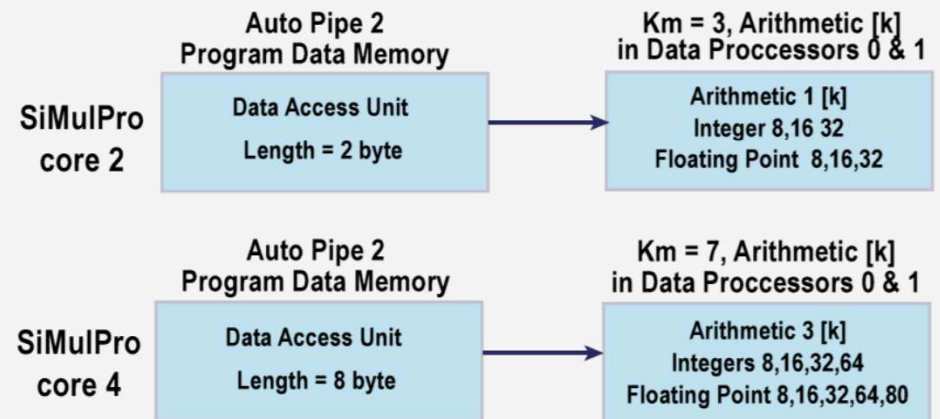 Auto Pipe 2
Program Data Memory
Km = 3, Arithmetic [k]
in Data Proccessors 0 & 1
SiMulPro
core 2
Data Access Unit
Length = 2 byte
Arithmetic 1 [k]
Integer 8,16 32
Floating Point 8,16,32
Auto Pipe 2
Program Data Memory
Km = 7, Arithmetic [k]
in Data Proccessors 0 & 1
SiMulPro
core 4
Data Access Unit
Length = 8 byte
Arithmetic 3 [k]
Integers 8,16,32,64
Floating Point 8,16,32,64,80